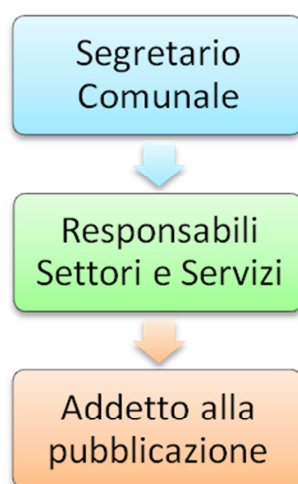 Segretario
Comunale
Responsabili
Settori e Servizi
Addetto alla
pubblicazione